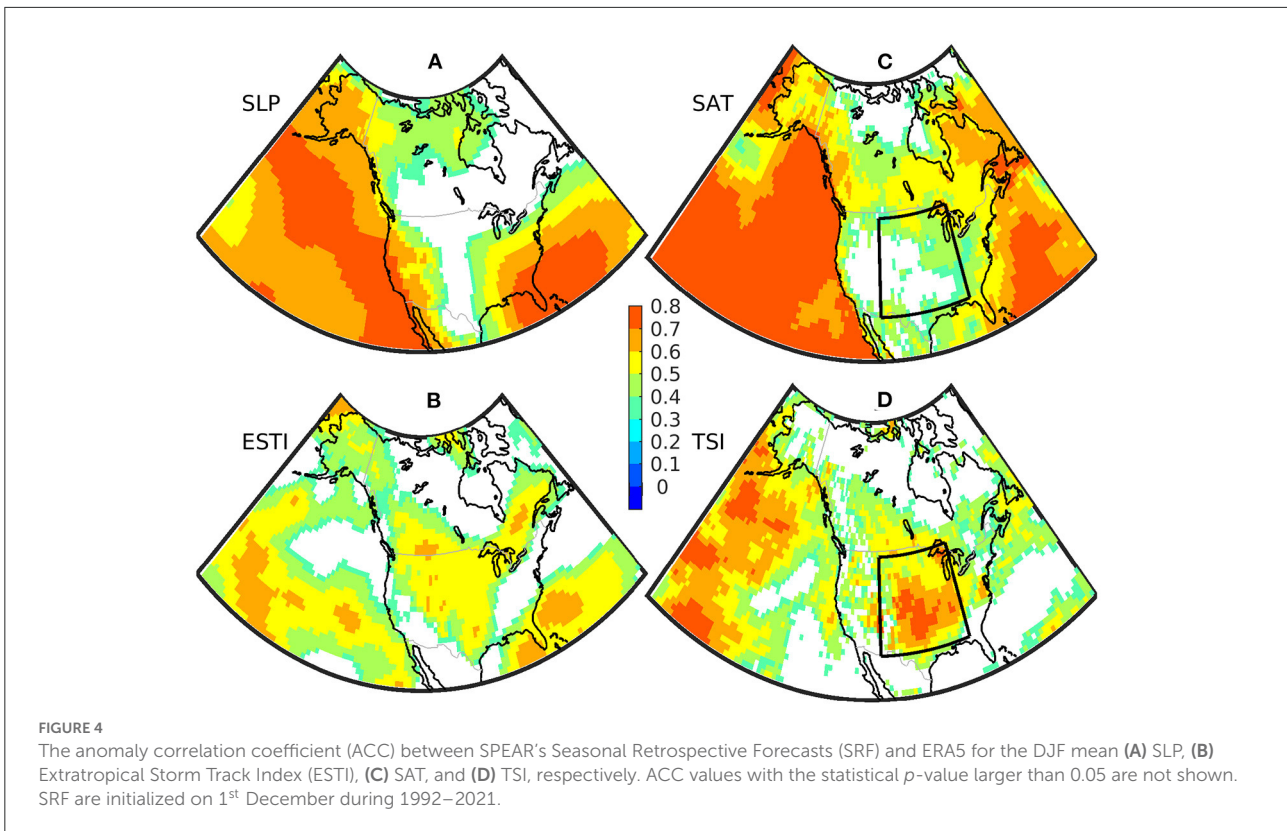 A
SLP
C
SAT
0.8
0.7
0.6
0.5
0.4
0.3
0.2
0.1
0
B
ESTI
D
TSI
FIGURE 4
The anomaly correlation coefficient (ACC) between SPEAR's Seasonal Retrospective Forecasts (SRF) and ERA5 for the DJF mean (A) SLP, (B)
Extratropical Storm Track Index (ESTI), (C) SAT, and (D) TSI, respectively. ACC values with the statistical p-value larger than 0.05 are not shown.
SRF are initialized on 1st December during 1992–2021.